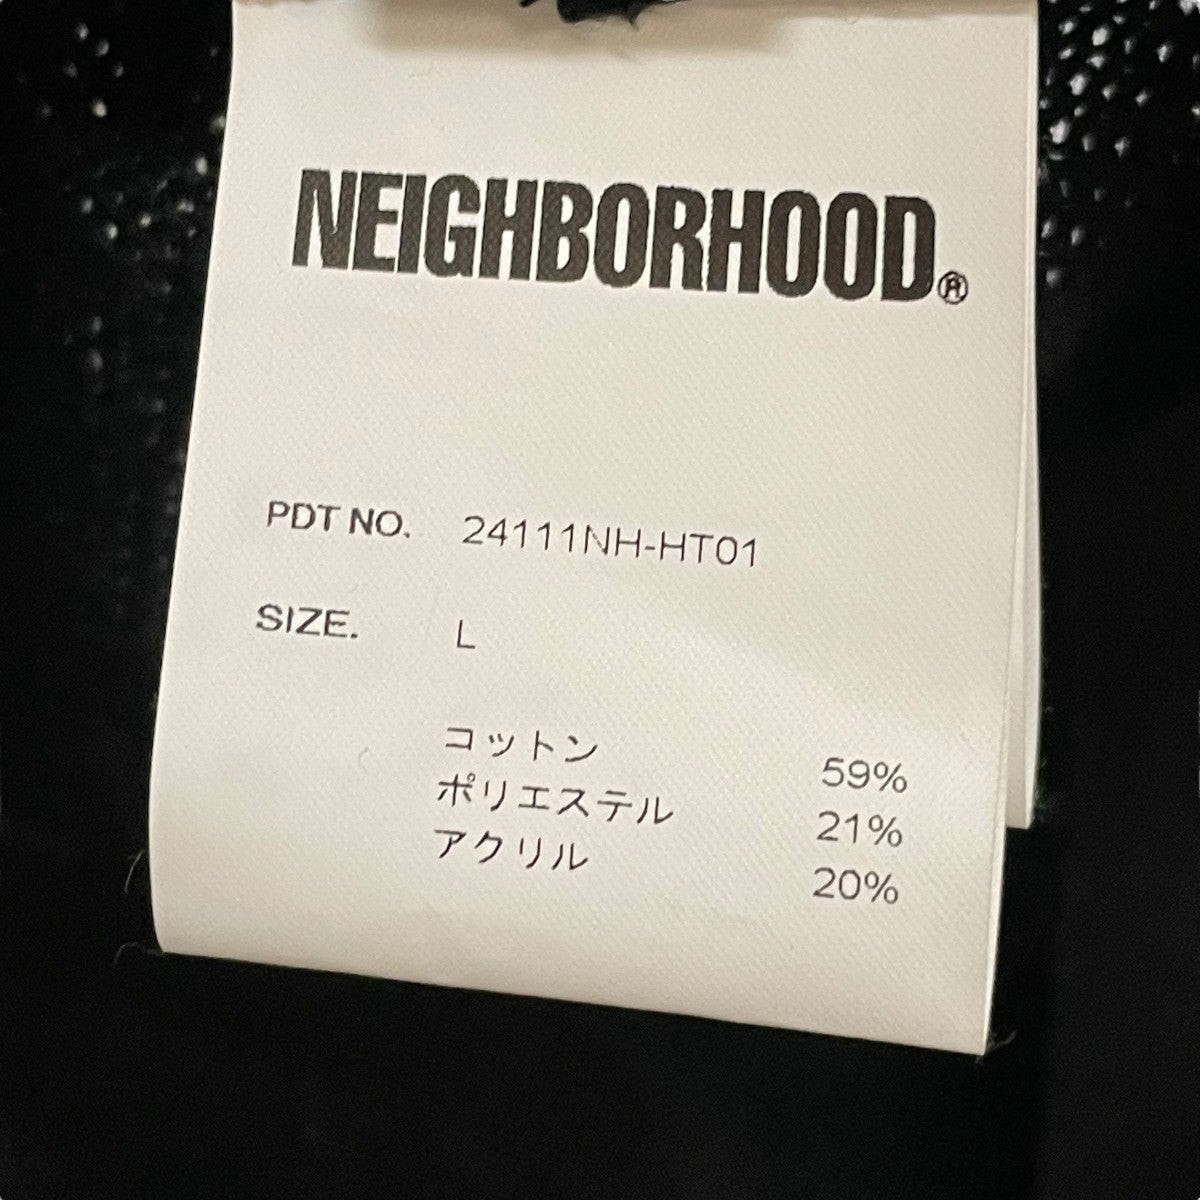 NEIGHBORHOOD®
PDT NO. 24111NH-HT01
SIZE. L
コットン 59%
ポリエステル 21%
アクリル 20%